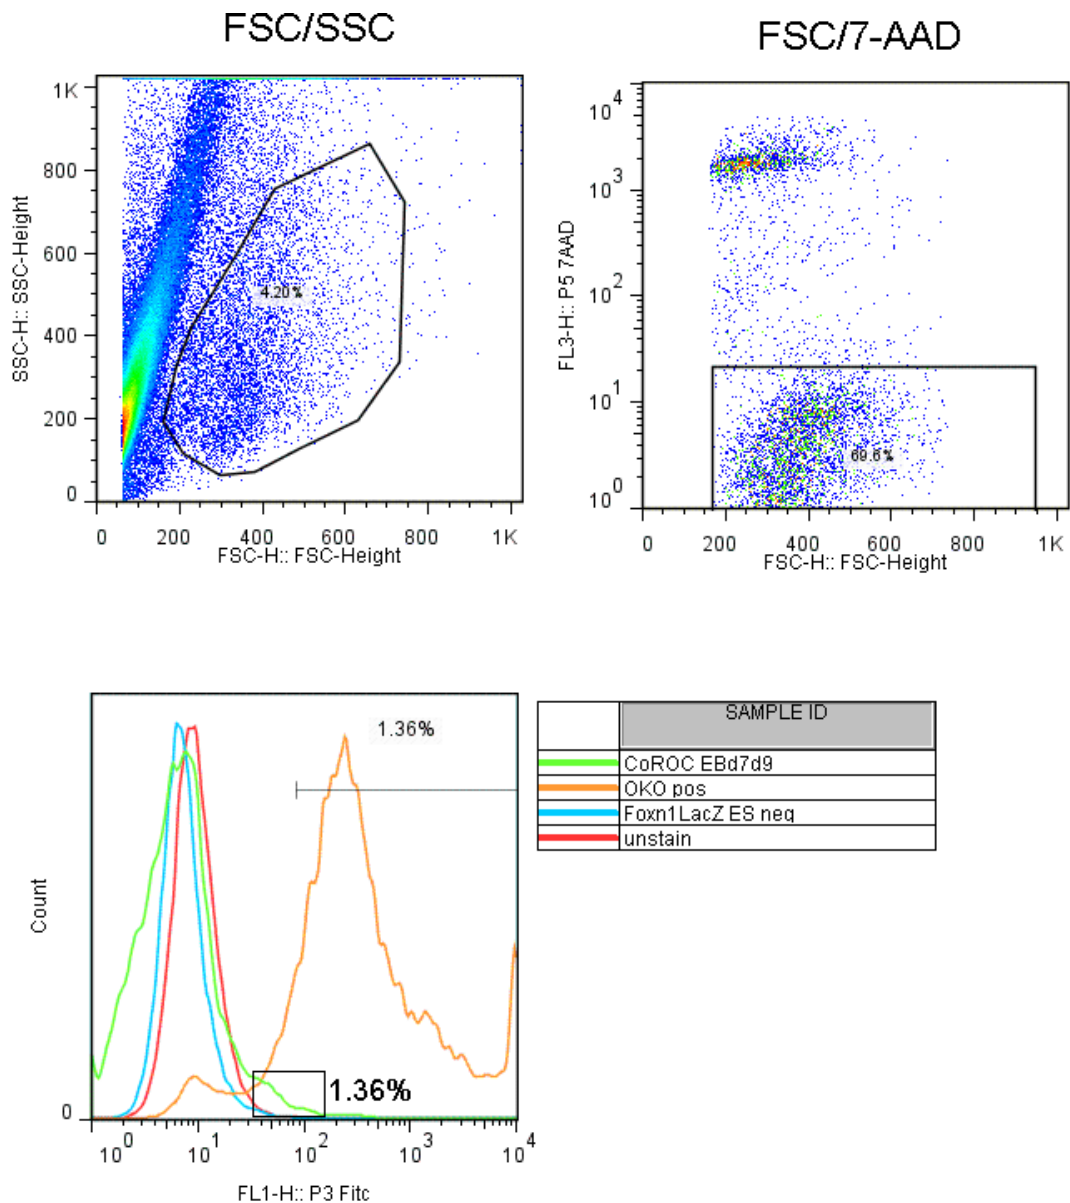 FSC/SSC
FSC/7-AAD
SSC-H:: SSC-Height
1K
800
600
400
200
0
4.20%
0 200 400 600 800 1K
FSC-H:: FSC-Height
FL3-H:: P5 7AAD
10^4
10^3
10^2
10^1
10^0
69.6%
0 200 400 600 800 1K
FSC-H:: FSC-Height
Count
0
1.36%
1.36%
10^0 10^1 10^2 10^3 10^4
FL1-H:: P3 Fitc
SAMPLE ID
CoROC EBd7d9
OKO pos
Foxn1LacZ ES neg
unstain